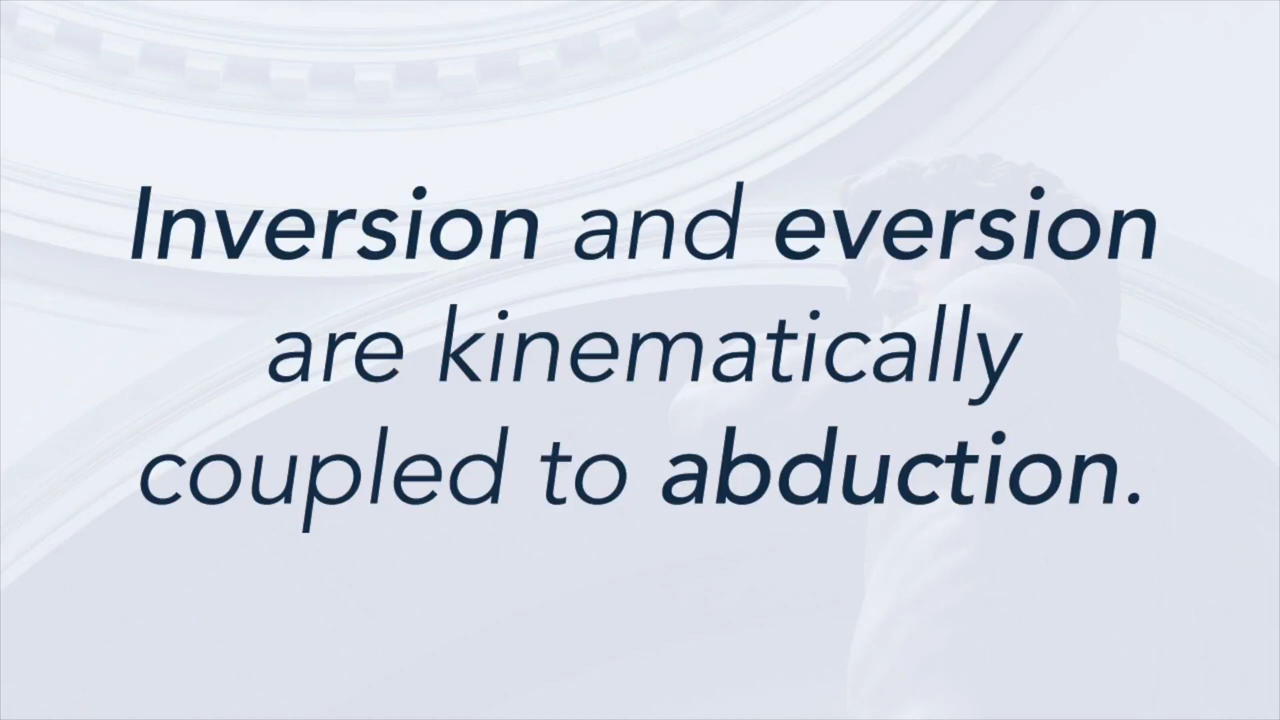 Inversion and eversion
are kinematically
coupled to abduction.